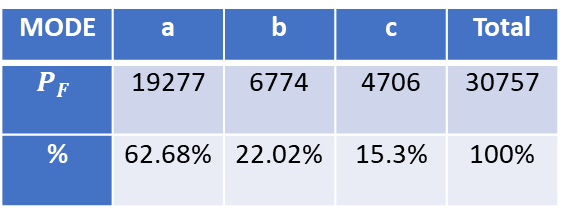 MODE a b c Total
P_F 19277 6774 4706 30757
% 62.68% 22.02% 15.3% 100%